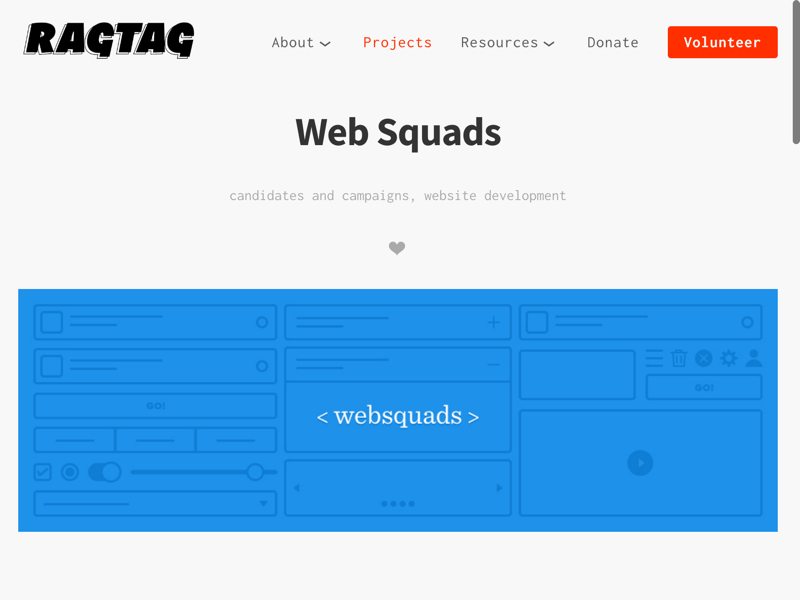 RAGTAG
About
Projects
Resources
Donate
Volunteer
Web Squads
candidates and campaigns, website development
GO!
< websquads >
GO!